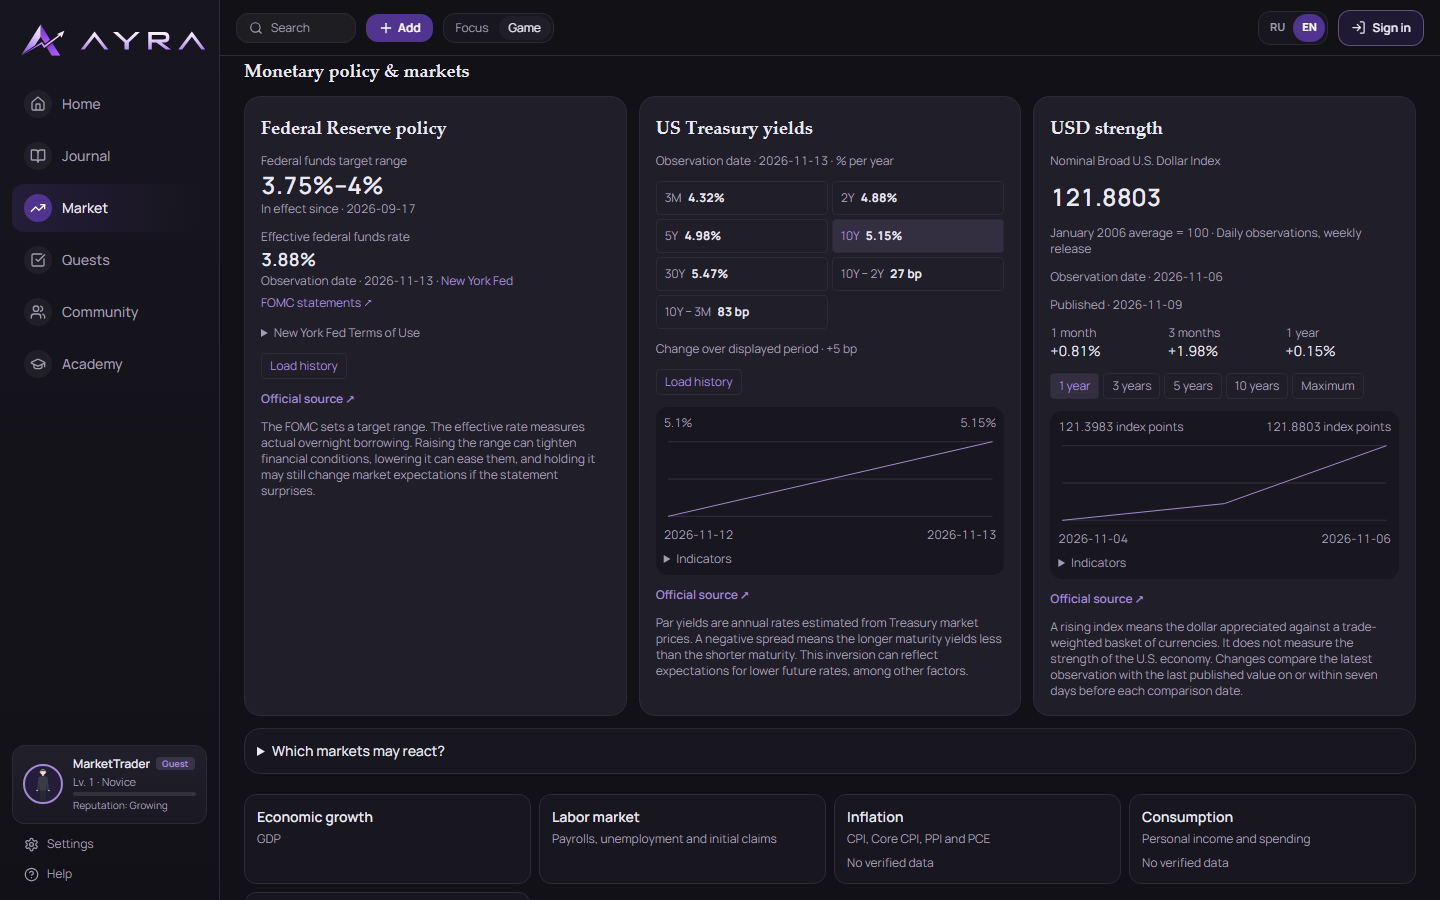 AYRA
Search
Add
Focus
Game
RU
EN
Sign in
Home
Journal
Market
Quests
Community
Academy
MarketTrader
Guest
Lv. 1 · Novice
Reputation: Growing
Settings
Help
Monetary policy & markets
Federal Reserve policy
Federal funds target range
3.75%–4%
In effect since · 2026-09-17
Effective federal funds rate
3.88%
Observation date · 2026-11-13 · New York Fed
FOMC statements ↗
▶ New York Fed Terms of Use
Load history
Official source ↗
The FOMC sets a target range. The effective rate measures
actual overnight borrowing. Raising the range can tighten
financial conditions, lowering it can ease them, and holding it
may still change market expectations if the statement
surprises.
US Treasury yields
Observation date · 2026-11-13 · % per year
3M 4.32%
2Y 4.88%
5Y 4.98%
10Y 5.15%
30Y 5.47%
10Y − 2Y 27 bp
10Y − 3M 83 bp
Change over displayed period · +5 bp
Load history
5.1%
5.15%
2026-11-12
2026-11-13
▶ Indicators
Official source ↗
Par yields are annual rates estimated from Treasury market
prices. A negative spread means the longer maturity yields less
than the shorter maturity. This inversion can reflect
expectations for lower future rates, among other factors.
USD strength
Nominal Broad U.S. Dollar Index
121.8803
January 2006 average = 100 · Daily observations, weekly
release
Observation date · 2026-11-06
Published · 2026-11-09
1 month
3 months
1 year
+0.81%
+1.98%
+0.15%
1 year
3 years
5 years
10 years
Maximum
121.3983 index points
121.8803 index points
2026-11-04
2026-11-06
▶ Indicators
Official source ↗
A rising index means the dollar appreciated against a trade-
weighted basket of currencies. It does not measure the
strength of the U.S. economy. Changes compare the latest
observation with the last published value on or within seven
days before each comparison date.
▶ Which markets may react?
Economic growth
GDP
Labor market
Payrolls, unemployment and initial claims
Inflation
CPI, Core CPI, PPI and PCE
No verified data
Consumption
Personal income and spending
No verified data